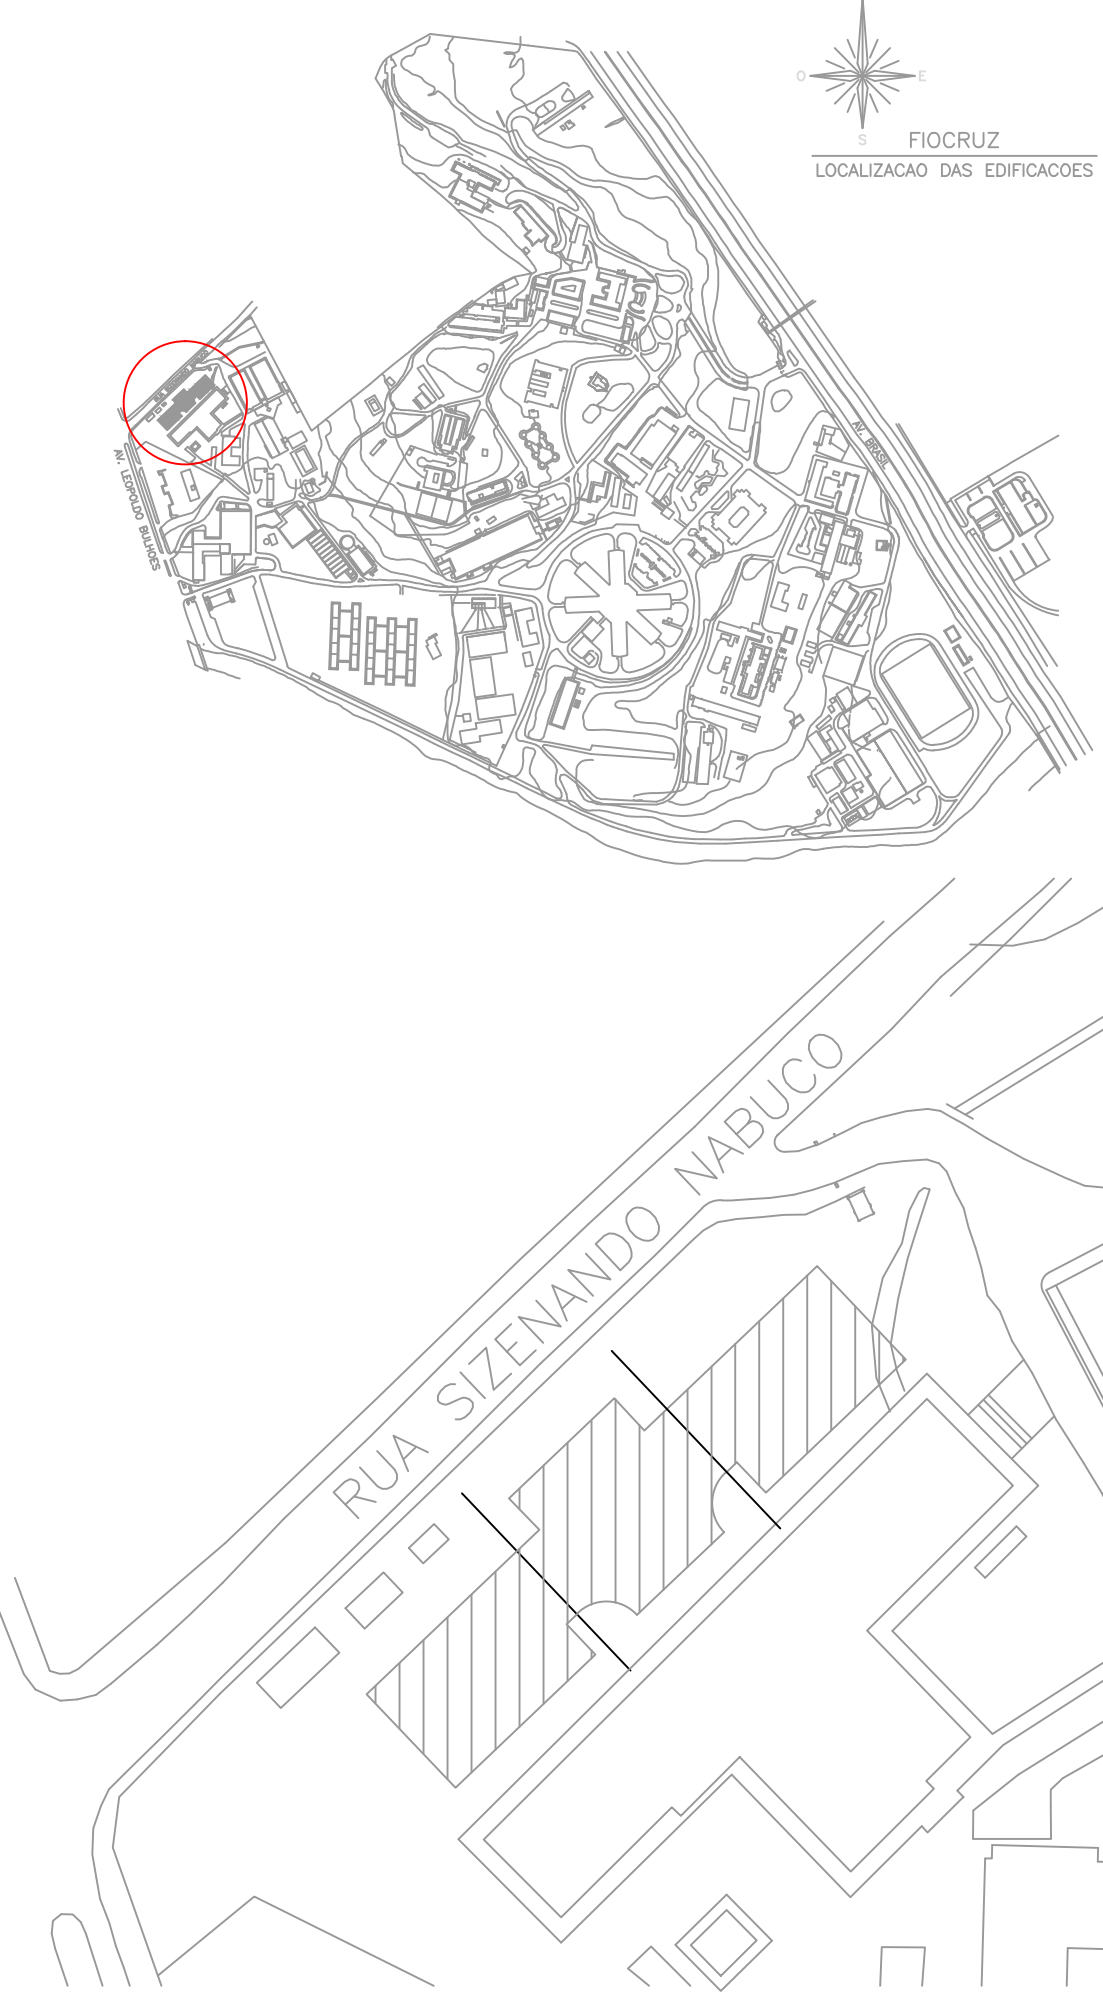 O
E
S
FIOCRUZ
LOCALIZACAO DAS EDIFICACOES
AV. BRASIL
AV. LEOPOLDO BULHOES
RUA SIZENANDO NABUCO